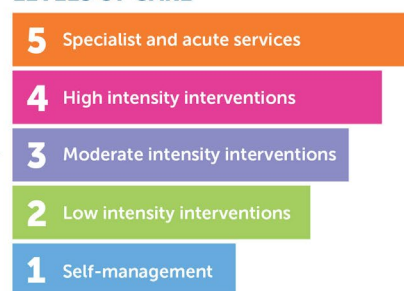 5 Specialist and acute services
4 High intensity interventions
3 Moderate intensity interventions
2 Low intensity interventions
1 Self-management